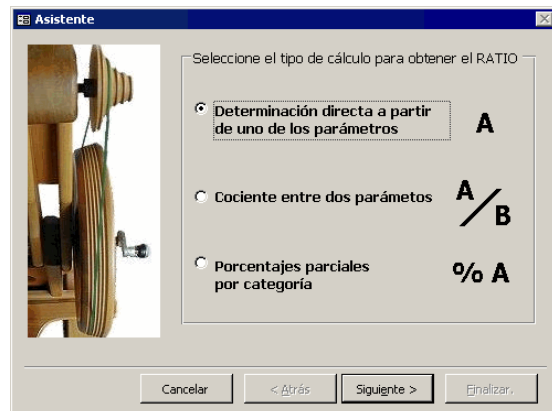 Asistente
Seleccione el tipo de cálculo para obtener el RATIO
Determinación directa a partir
de uno de los parámetros
A
Cociente entre dos parámetos
A/B
Porcentajes parciales
por categoría
% A
Cancelar
< Atrás
Siguiente >
Finalizar.